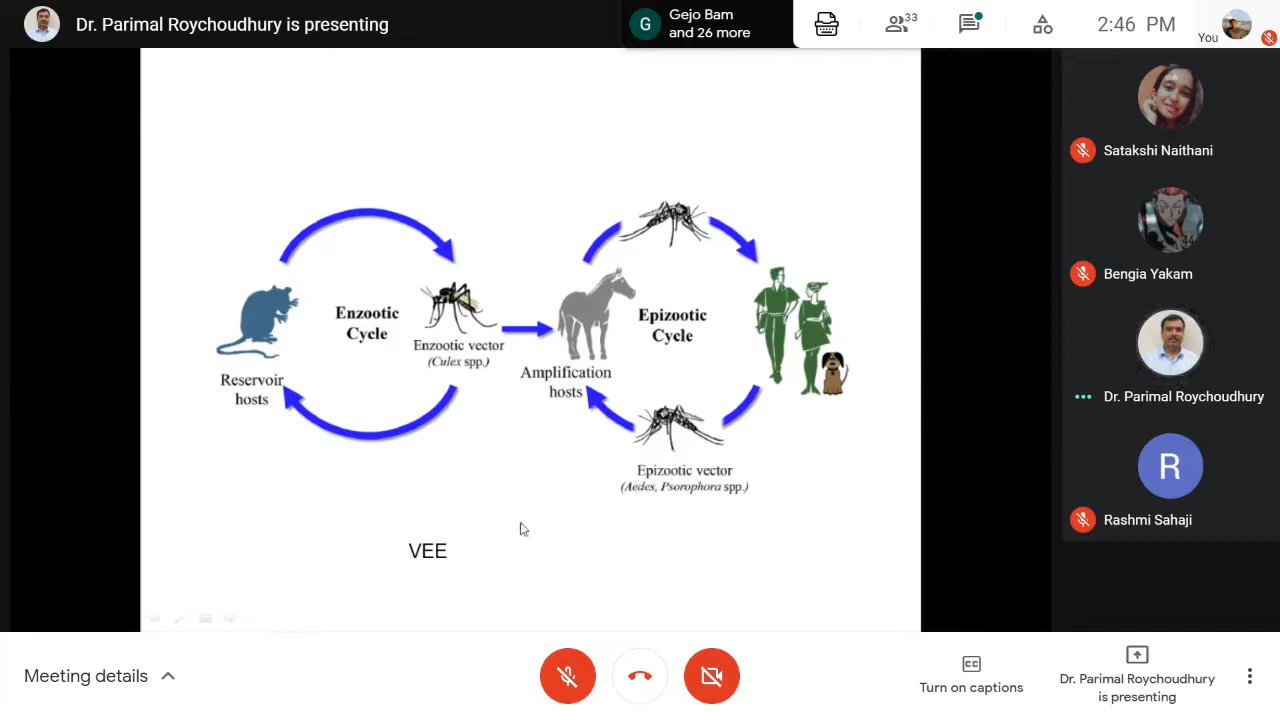 Dr. Parimal Roychoudhury is presenting
G
Gejo Bam
and 26 more
33
2:46 PM
You
Satakshi Naithani
Bengia Yakam
Dr. Parimal Roychoudhury
R
Rashmi Sahaji
Enzootic
Cycle
Enzootic vector
(Culex spp.)
Reservoir
hosts
Amplification
hosts
Epizootic
Cycle
Epizootic vector
(Aedes, Psorophora spp.)
VEE
Meeting details
CC
Turn on captions
Dr. Parimal Roychoudhury
is presenting